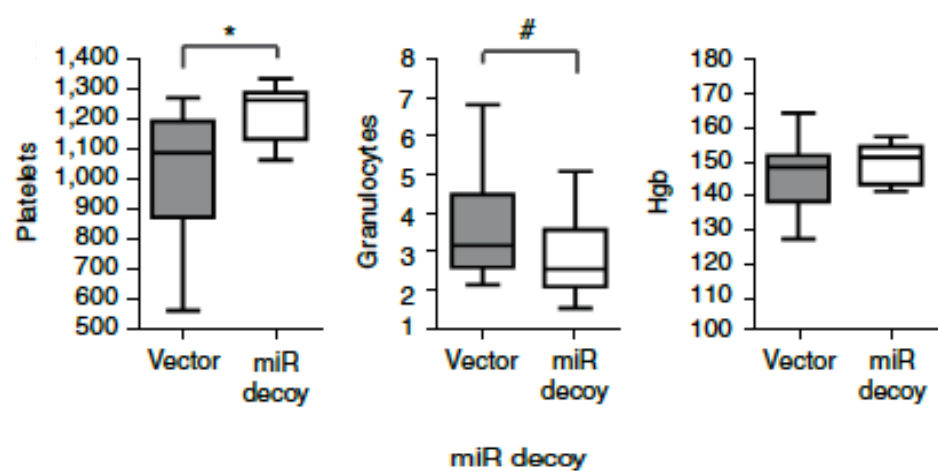 *
1,400
1,300
1,200
1,100
1,000
900
800
700
600
500
Platelets
Vector
miR
decoy
#
8
7
6
5
4
3
2
1
Granulocytes
Vector
miR
decoy
180
170
160
150
140
130
120
110
100
Hgb
Vector
miR
decoy
miR decoy